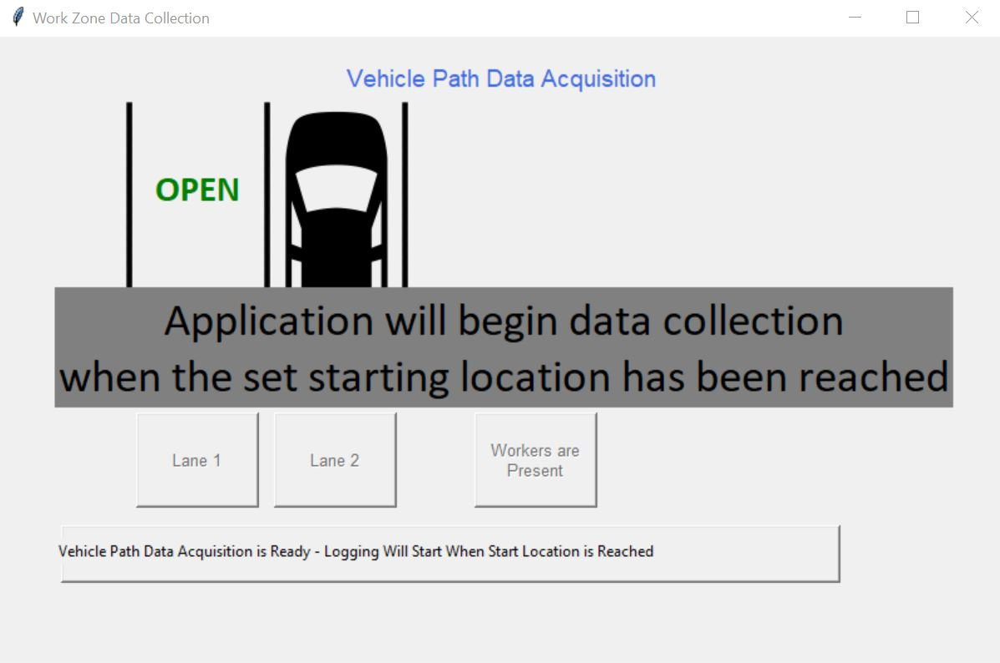 Work Zone Data Collection
Vehicle Path Data Acquisition
OPEN
Application will begin data collection
when the set starting location has been reached
Lane 1
Lane 2
Workers are
Present
Vehicle Path Data Acquisition is Ready - Logging Will Start When Start Location is Reached